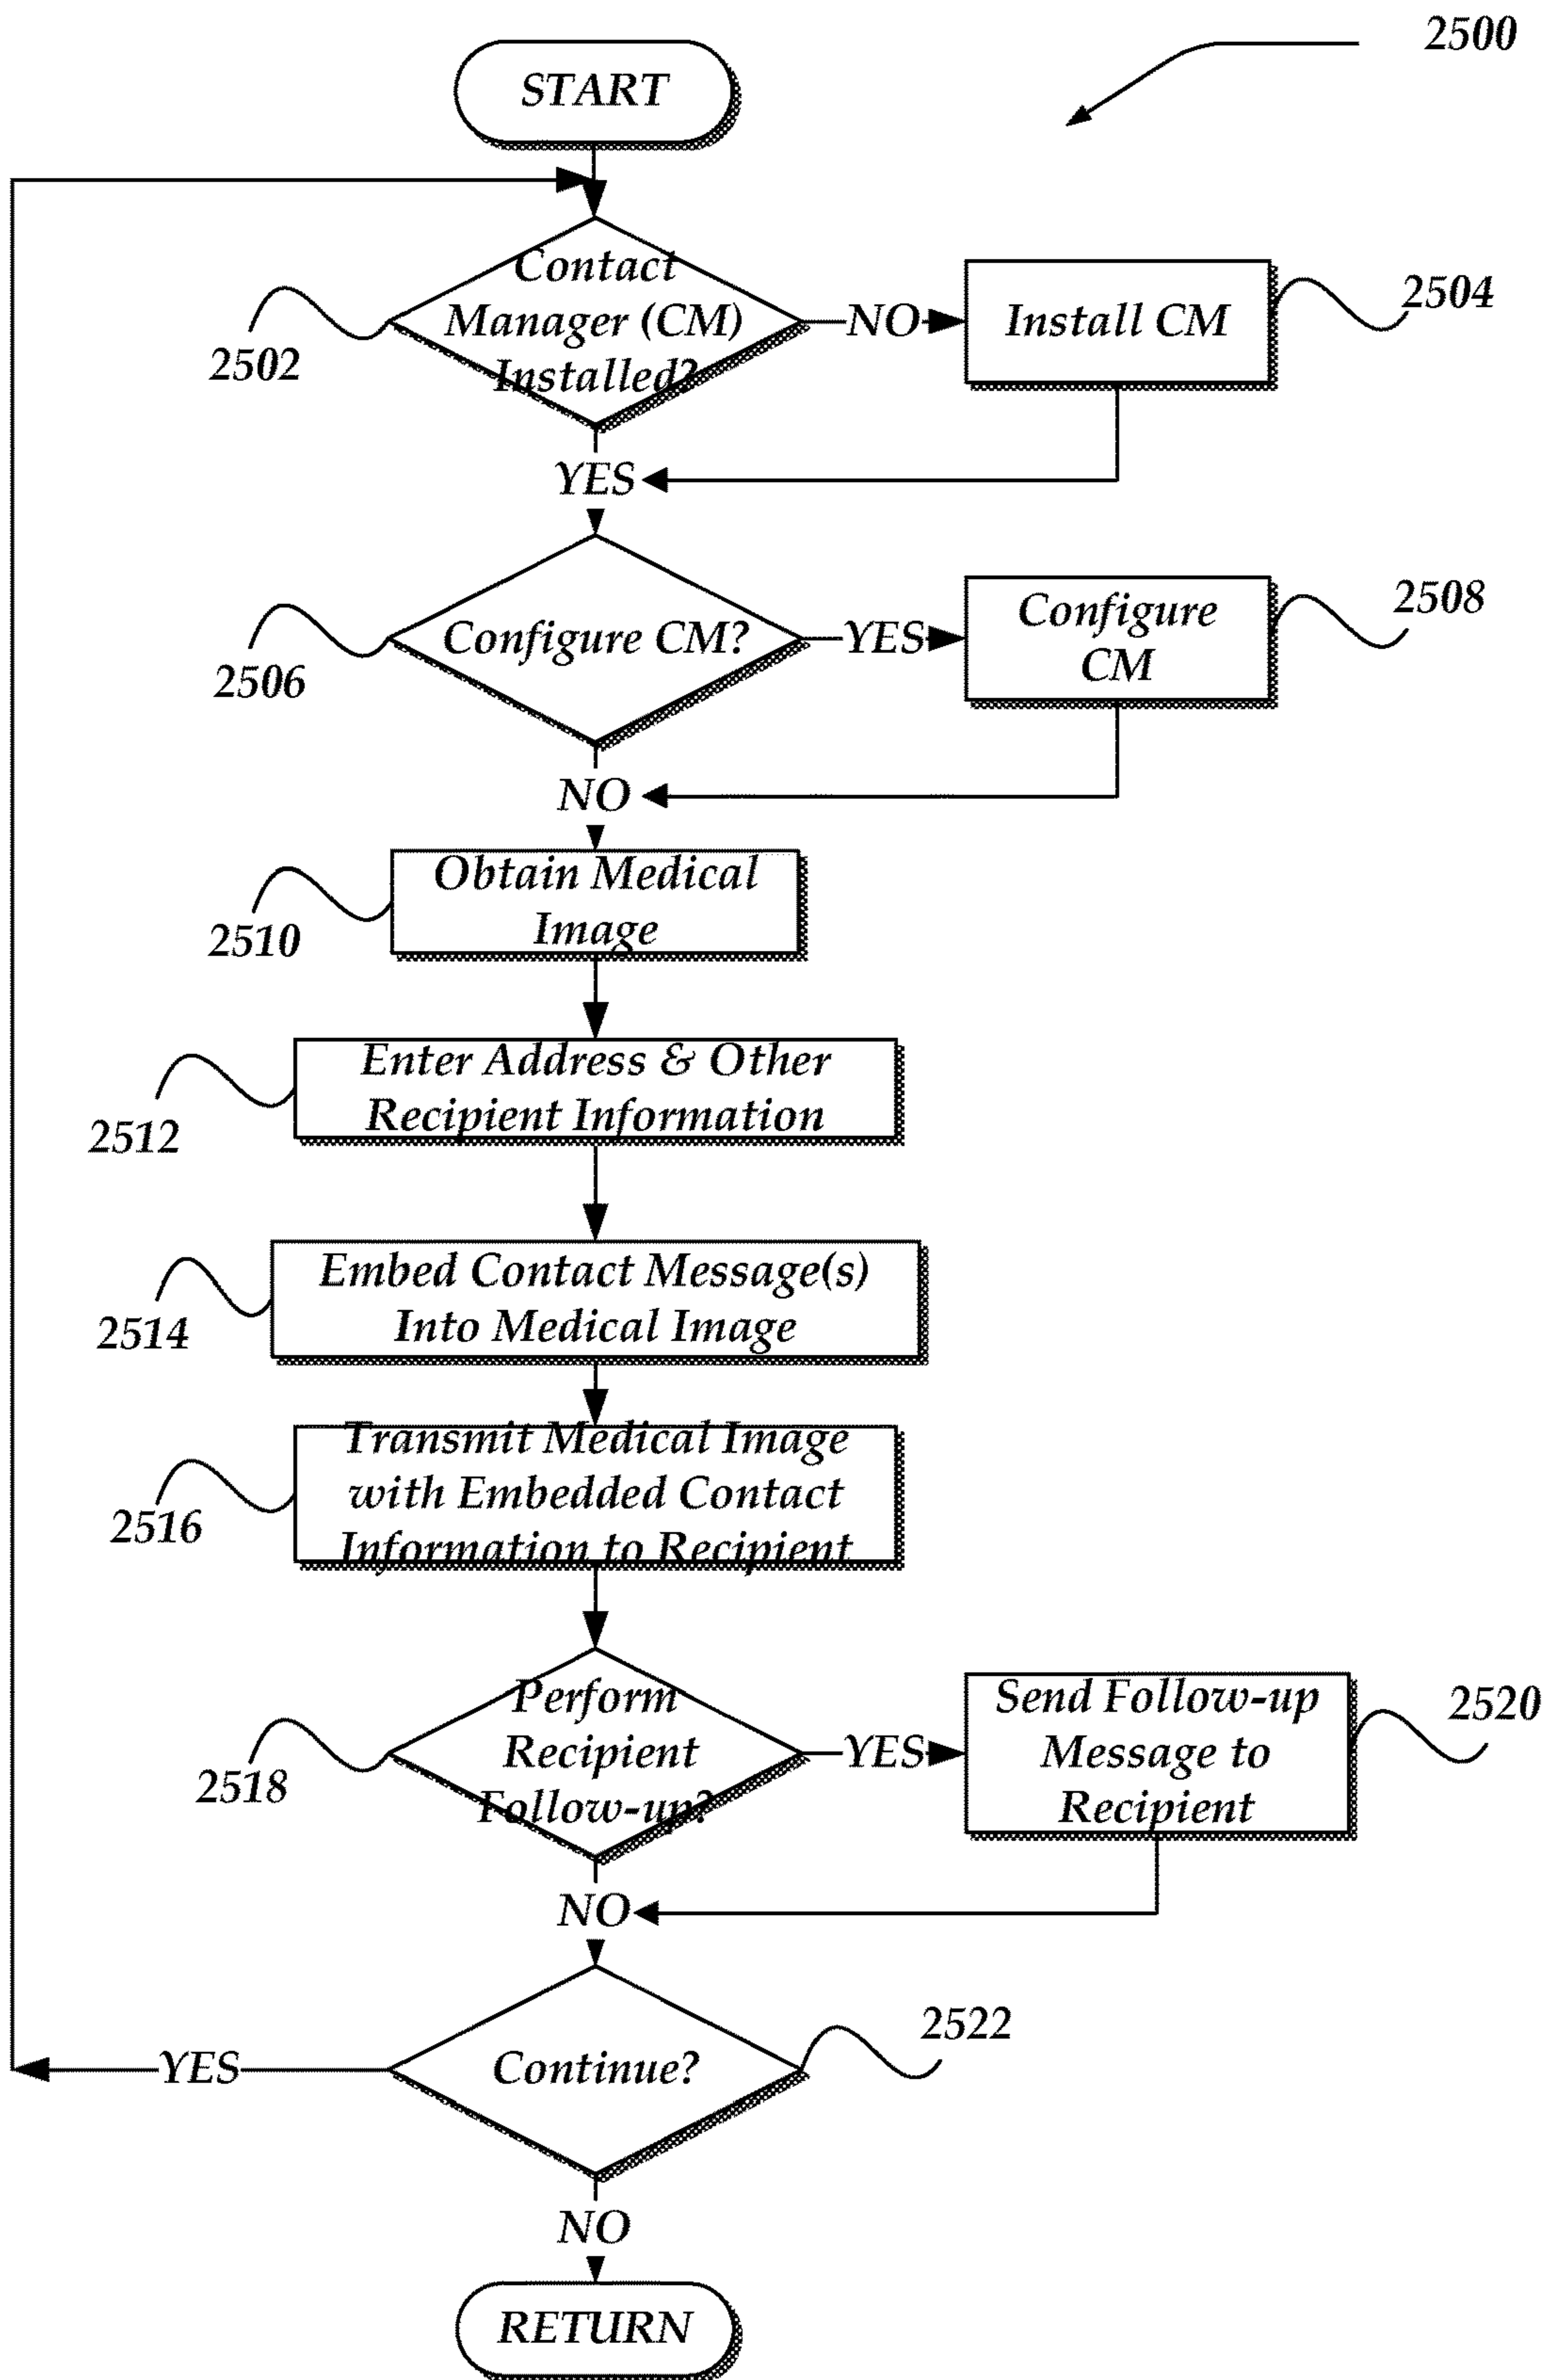 2500
START
Contact
Manager (CM)
Installed?
2502
NO
Install CM
2504
YES
Configure CM?
2506
YES
Configure
CM
2508
NO
Obtain Medical
Image
2510
Enter Address & Other
Recipient Information
2512
Embed Contact Message(s)
Into Medical Image
2514
Transmit Medical Image
with Embedded Contact
Information to Recipient
2516
Perform
Recipient
Follow-up?
2518
YES
Send Follow-up
Message to
Recipient
2520
NO
Continue?
2522
YES
NO
RETURN